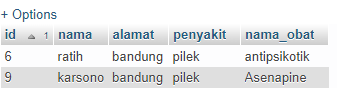 + Options
id 1 nama alamat penyakit nama_obat
6 ratih bandung pilek antipsikotik
9 karsono bandung pilek Asenapine